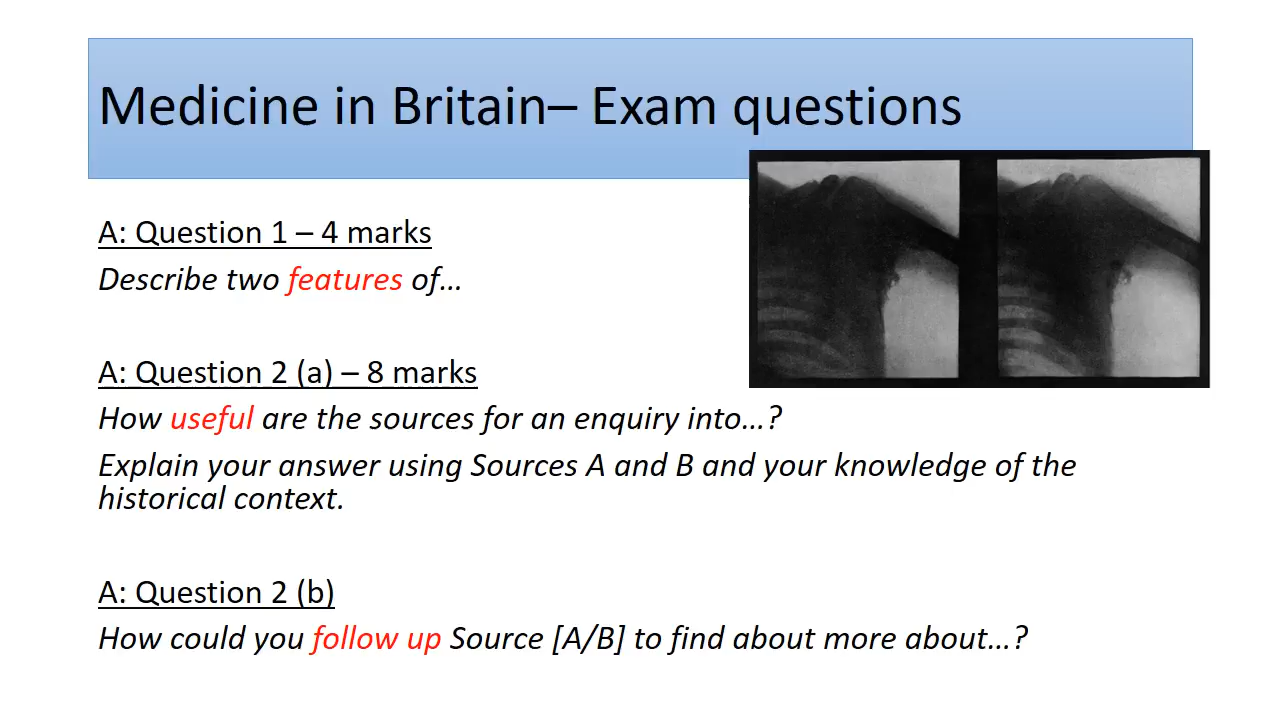 Medicine in Britain– Exam questions
A: Question 1 – 4 marks
Describe two features of…
A: Question 2 (a) – 8 marks
How useful are the sources for an enquiry into…?
Explain your answer using Sources A and B and your knowledge of the
historical context.
A: Question 2 (b)
How could you follow up Source [A/B] to find about more about…?